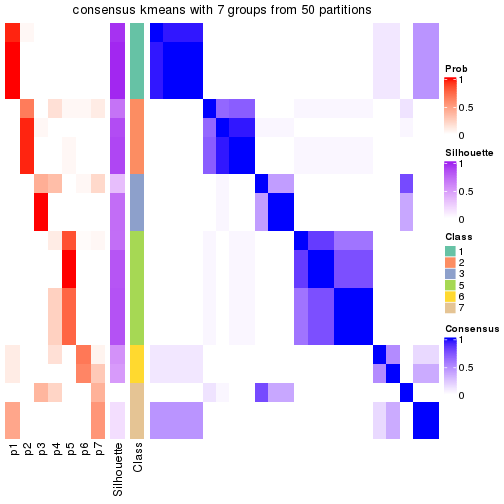 consensus kmeans with 7 groups from 50 partitions
Prob
1
0.5
0
Silhouette
1
0.5
0
Class
1
2
3
5
6
7
Consensus
1
0.5
0
p1
p2
p3
p4
p5
p6
p7
Silhouette
Class